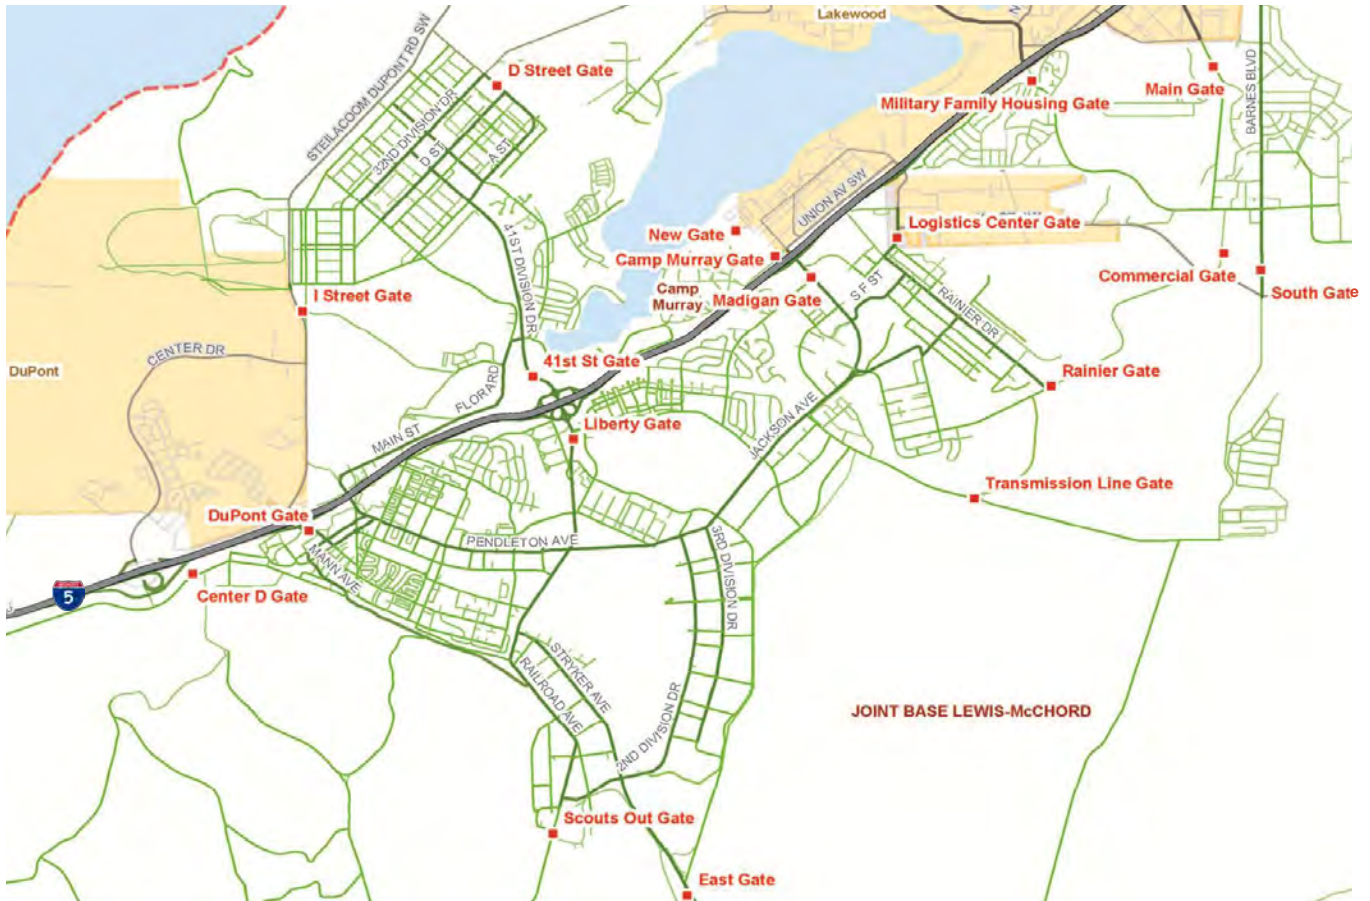 Lakewood
STEILACOOM DUPONT RD SW
D Street Gate
Main Gate
BARNES BLVD
Military Family Housing Gate
32ND DIVISION DR
D ST
A ST
UNION AV SW
41ST DIVISION DR
New Gate
Logistics Center Gate
Camp Murray Gate
Camp
Murray
Madigan Gate
S F ST
RAINIER DR
Commercial Gate
South Gate
I Street Gate
CENTER DR
DuPont
41st St Gate
Rainier Gate
FLORA RD
MAIN ST
Liberty Gate
JACKSON AVE
Transmission Line Gate
DuPont Gate
PENDLETON AVE
3RD DIVISION DR
MANN AVE
5
Center D Gate
STRYKER AVE
RAILROAD AVE
2ND DIVISION DR
JOINT BASE LEWIS-McCHORD
Scouts Out Gate
East Gate